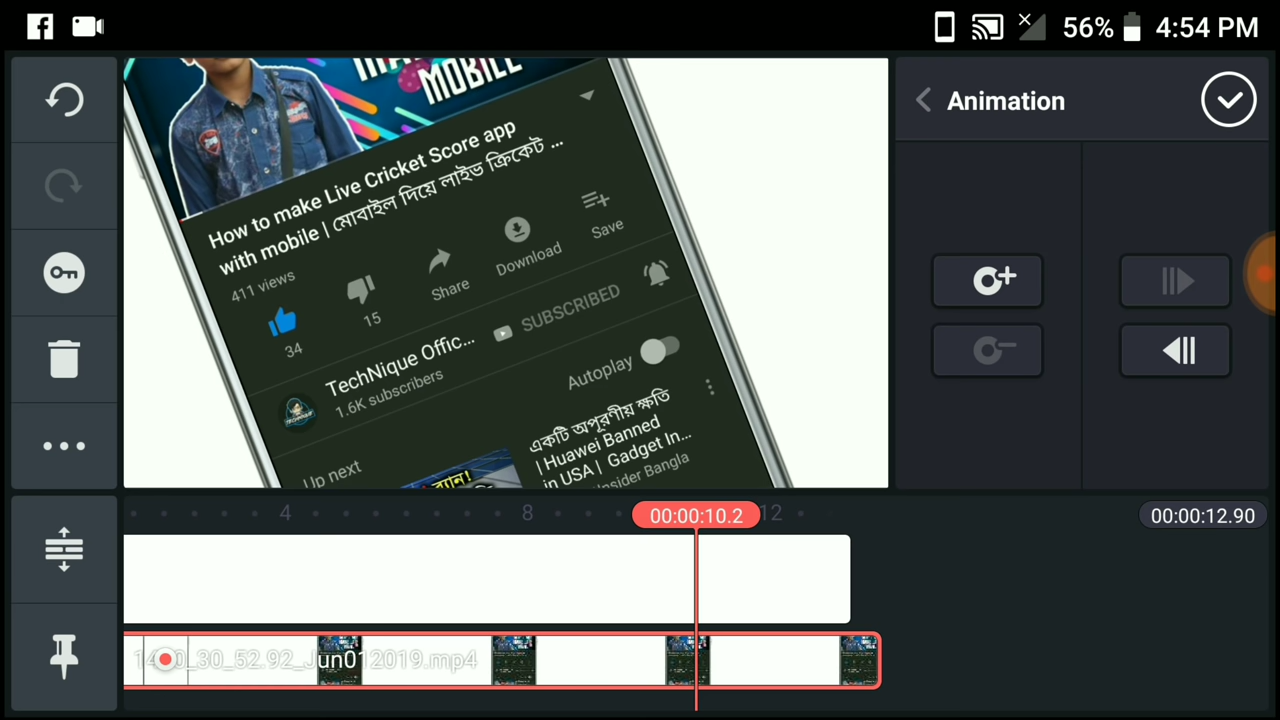 56% 4:54 PM
Animation
MOBILE
How to make Live Cricket Score app
with mobile | মোবাইল দিয়ে লাইভ ক্রিকেট ...
411 views
34
15
Share
Download
Save
TechNique Offic...
1.6K subscribers
SUBSCRIBED
Autoplay
Up next
একটি অপূরণীয় ক্ষতি
| Huawei Banned
in USA | Gadget In...
Insider Bangla
4
8
00:00:10.2
12
00:00:12.90
_30_52.92_Jun012019.mp4